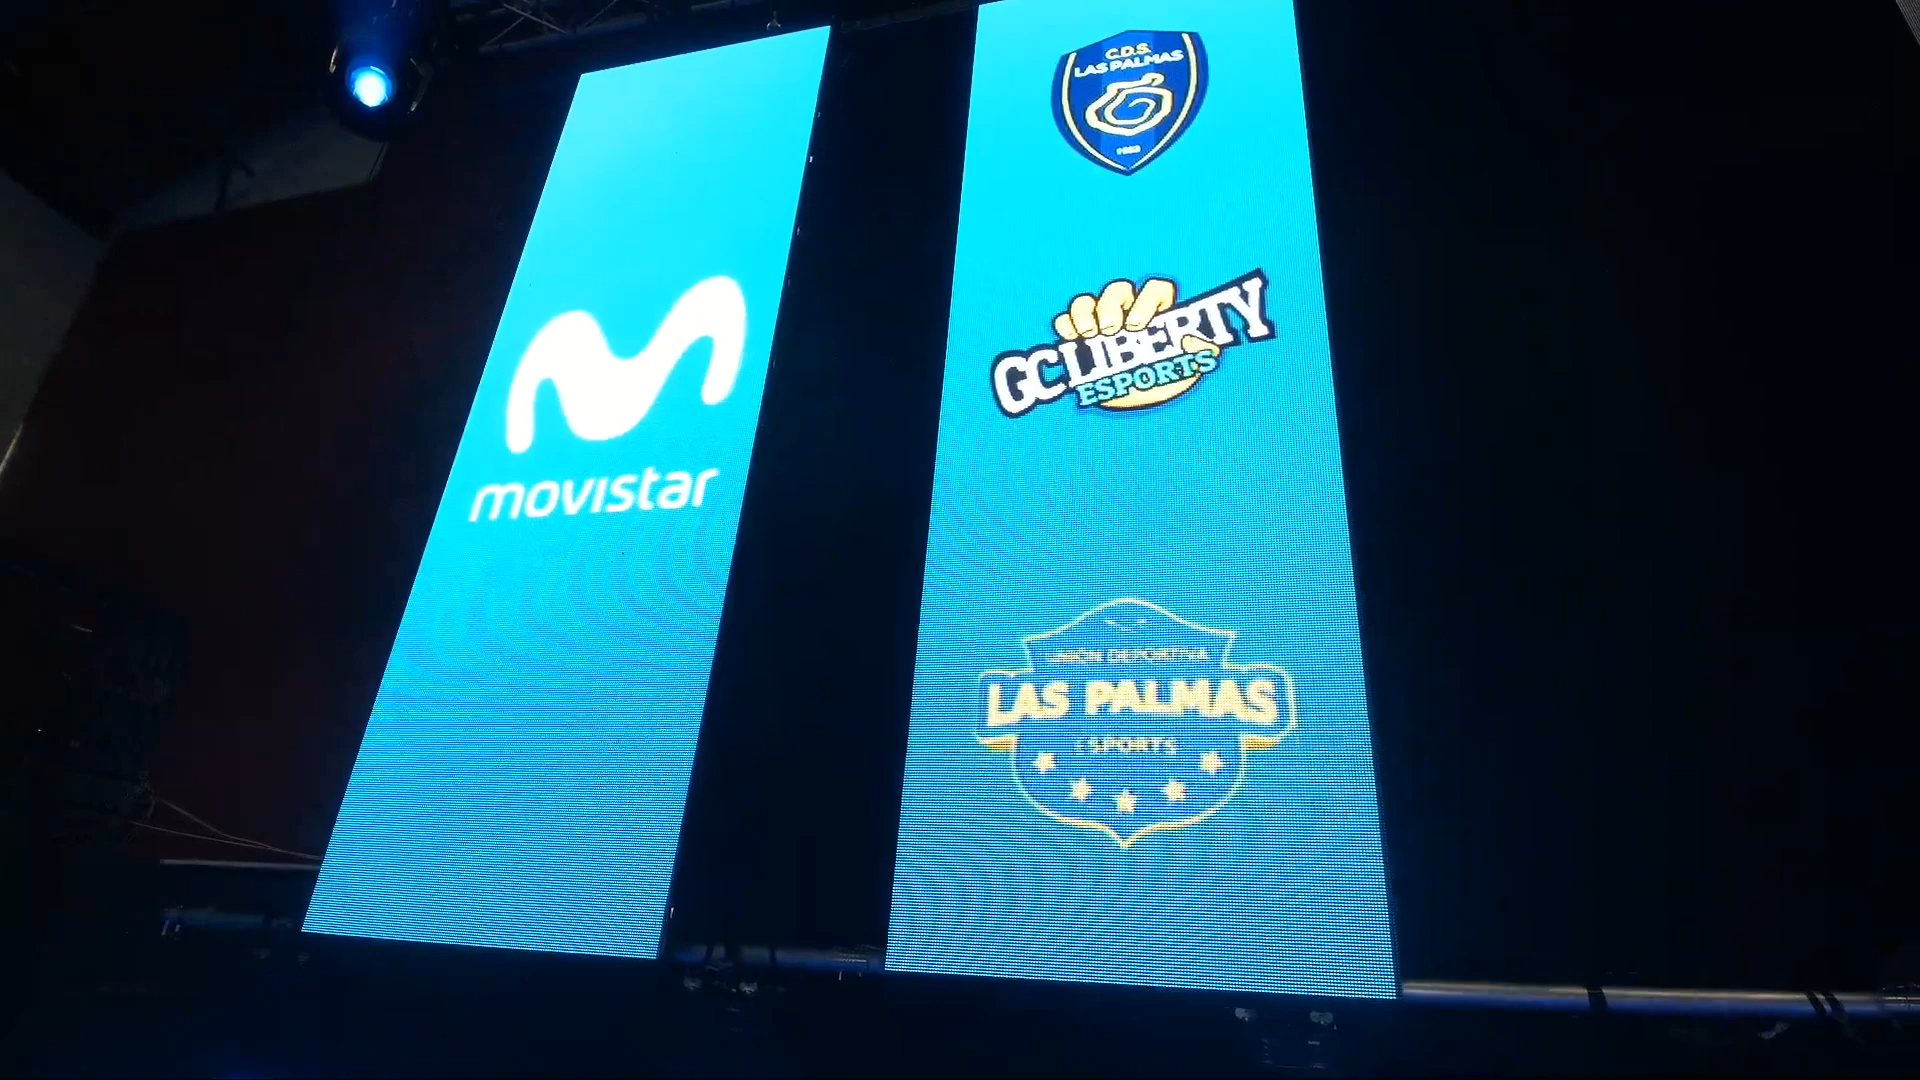 movistar
C.D.S.
LAS PALMAS
GC LIBERTY
ESPORTS
UNIÓN DEPORTIVA
LAS PALMAS
ESPORTS